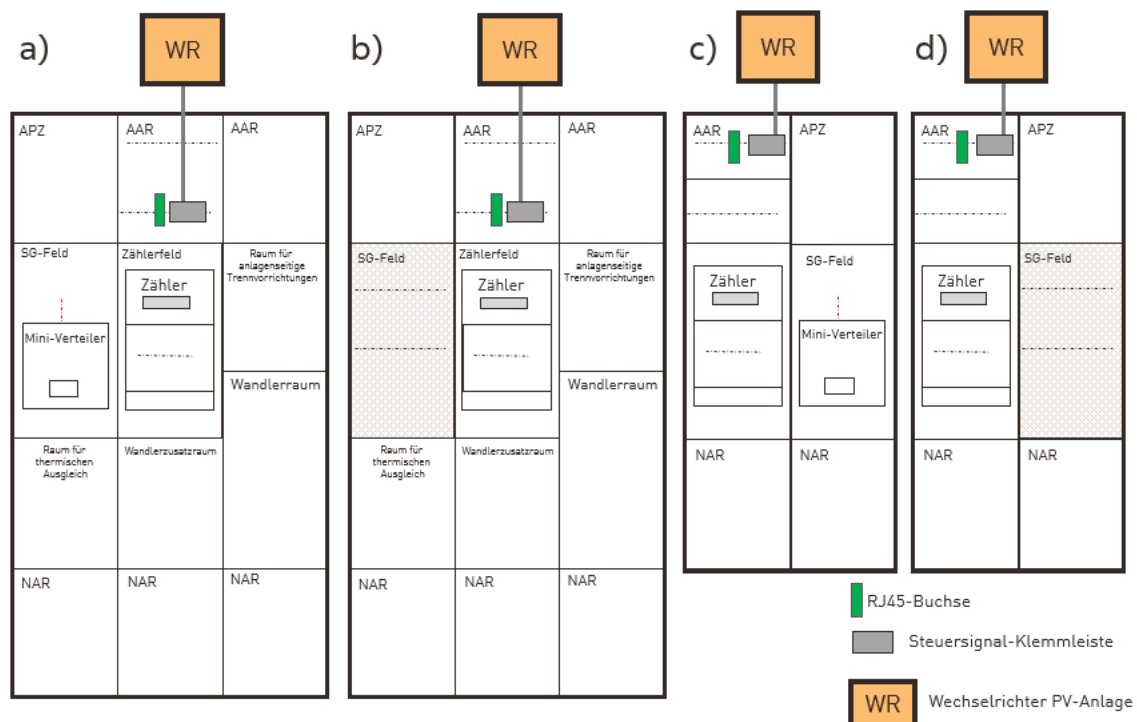 a)
WR
b)
WR
c)
WR
d)
WR
APZ
AAR
AAR
APZ
AAR
AAR
AAR
APZ
AAR
APZ
SG-Feld
Zählerfeld
Raum für
anlagenseitige
Trennvorrichtungen
SG-Feld
Zählerfeld
Raum für
anlagenseitige
Trennvorrichtungen
SG-Feld
SG-Feld
Zähler
Zähler
Zähler
Zähler
Mini-Verteiler
Mini-Verteiler
Wandlerraum
Wandlerraum
Raum für
thermischen
Ausgleich
Wandlerzusatzraum
Raum für
thermischen
Ausgleich
Wandlerzusatzraum
NAR
NAR
NAR
NAR
NAR
NAR
NAR
NAR
NAR
NAR
RJ45-Buchse
Steuersignal-Klemmleiste
WR
Wechselrichter PV-Anlage